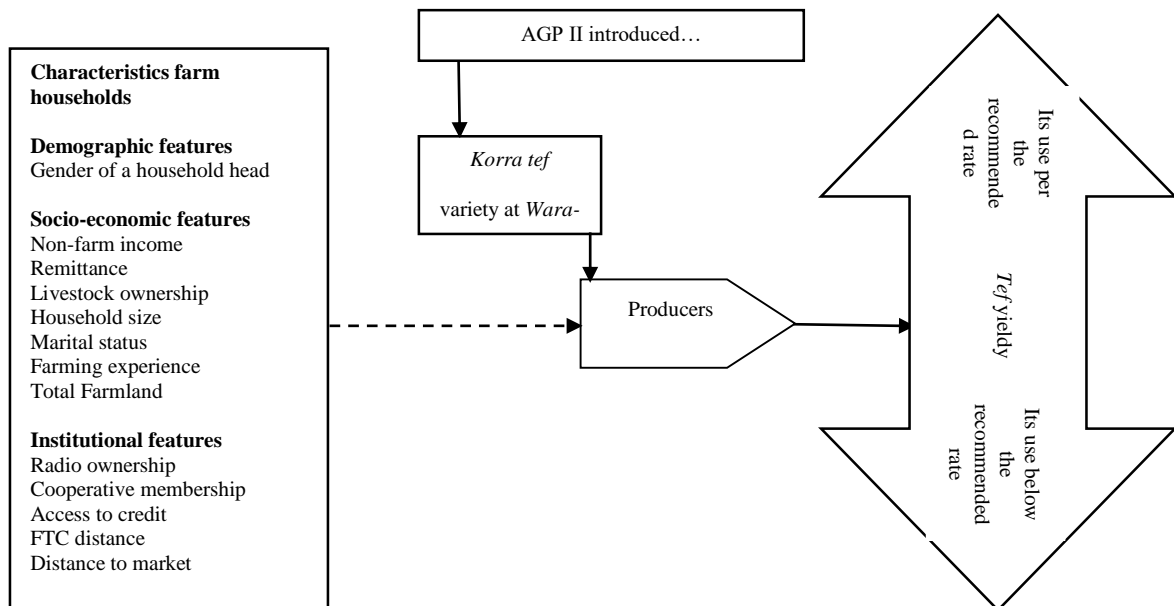 AGP II introduced…
Characteristics farm
households
Demographic features
Gender of a household head
Socio-economic features
Non-farm income
Remittance
Livestock ownership
Household size
Marital status
Farming experience
Total Farmland
Institutional features
Radio ownership
Cooperative membership
Access to credit
FTC distance
Distance to market
Korra tef
variety at Wara-
Producers
Its use per
the
recommende
d rate
Tef yieldy
Its use below
the
recommended
rate